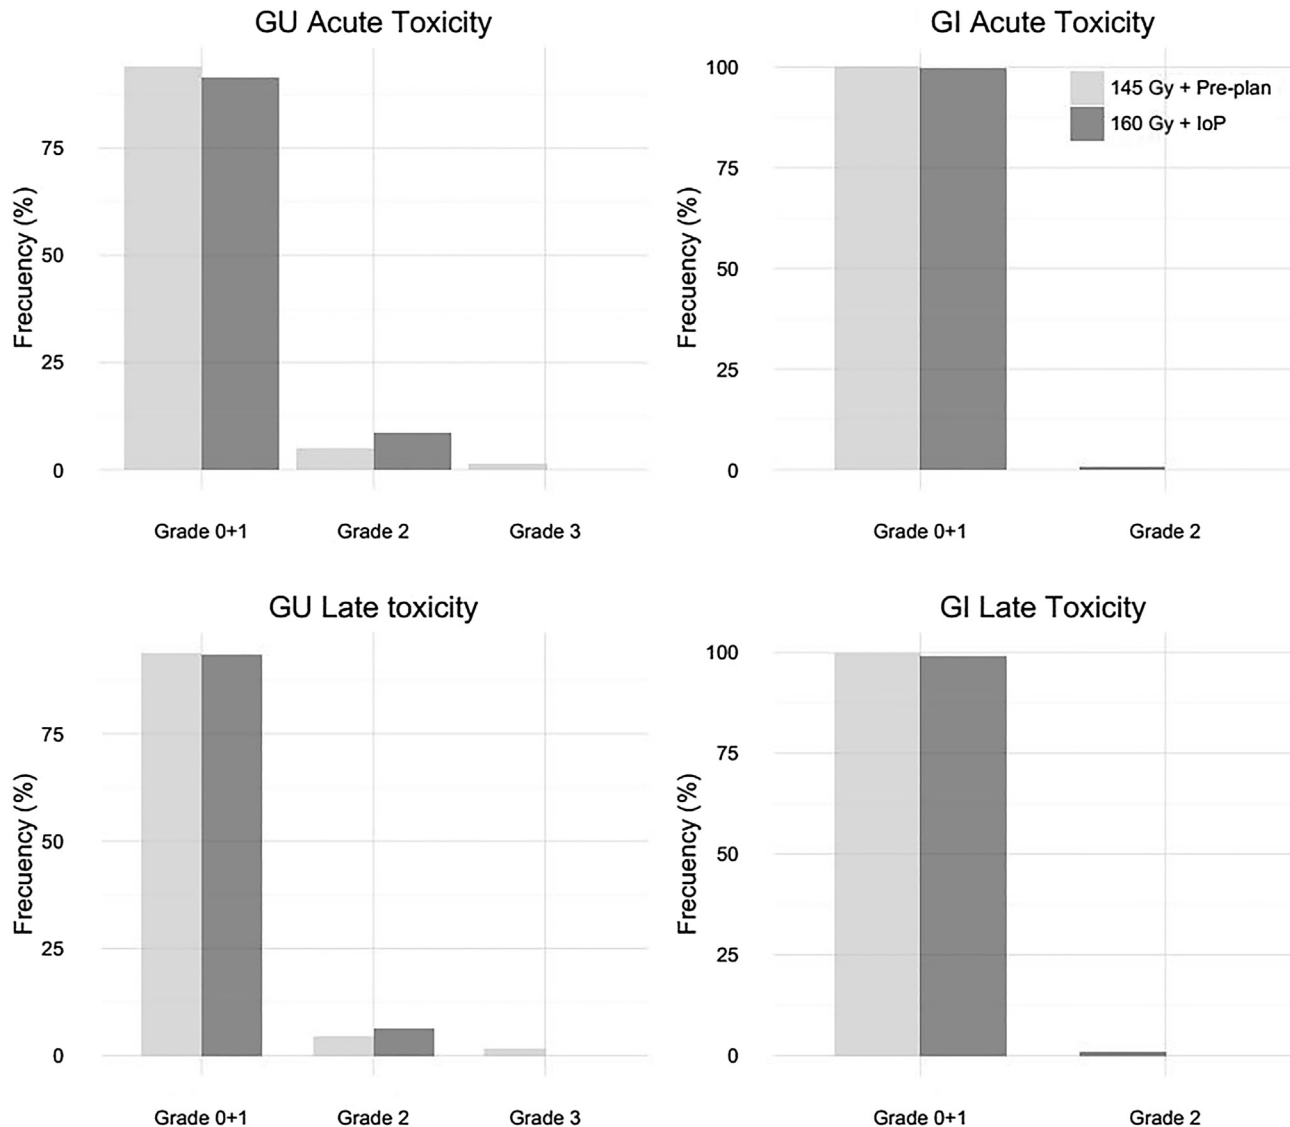 GU Acute Toxicity
Frecuency (%)
75
50
25
0
Grade 0+1 Grade 2 Grade 3
GI Acute Toxicity
145 Gy + Pre-plan
160 Gy + IoP
Frecuency (%)
100
75
50
25
0
Grade 0+1 Grade 2
GU Late toxicity
Frecuency (%)
75
50
25
0
Grade 0+1 Grade 2 Grade 3
GI Late Toxicity
Frecuency (%)
100
75
50
25
0
Grade 0+1 Grade 2